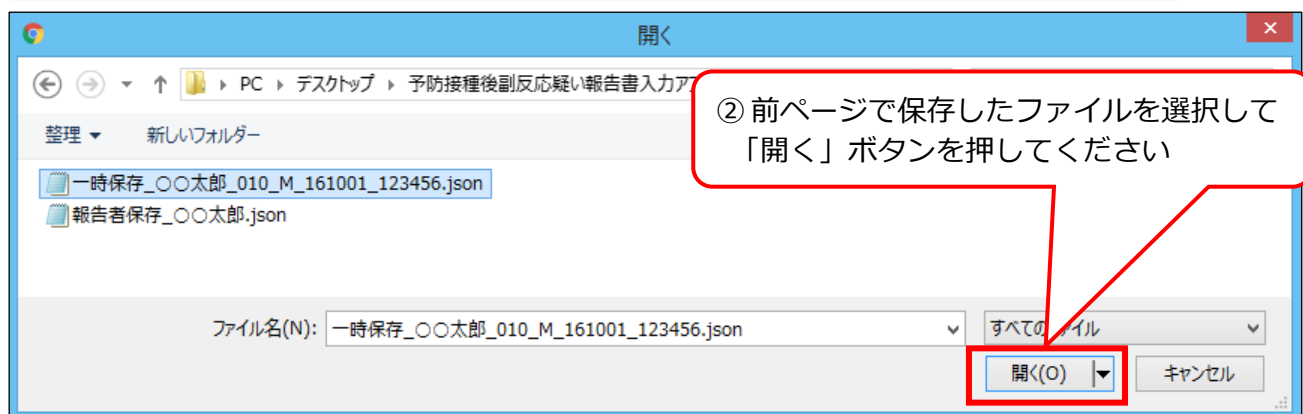 開く
PC ▸ デスクトップ ▸ 予防接種後副反応疑い報告書入力ア
② 前ページで保存したファイルを選択して
「開く」ボタンを押してください
整理 ▼ 新しいフォルダー
一時保存_○○太郎_010_M_161001_123456.json
報告者保存_○○太郎.json
ファイル名(N): 一時保存_○○太郎_010_M_161001_123456.json
すべての イル
開く(O) キャンセル